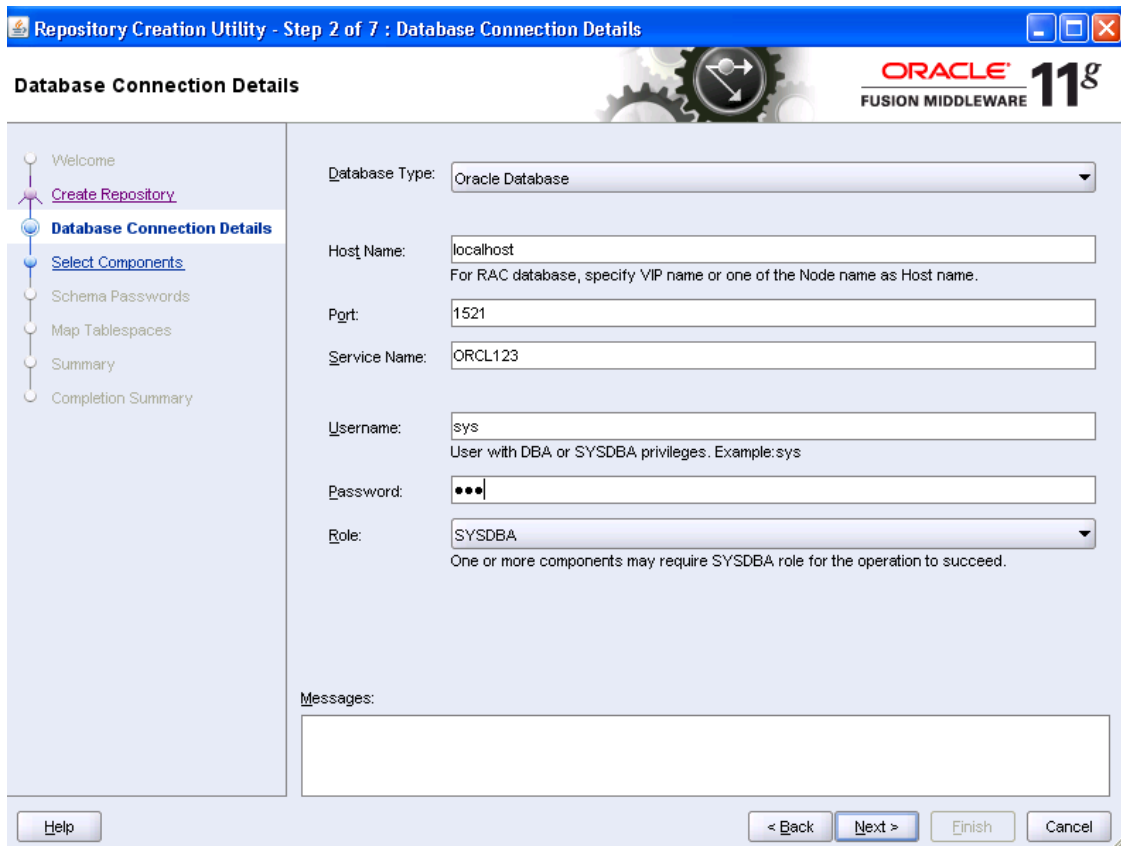 Repository Creation Utility - Step 2 of 7 : Database Connection Details
Database Connection Details
ORACLE
FUSION MIDDLEWARE
11g
Welcome
Create Repository
Database Connection Details
Select Components
Schema Passwords
Map Tablespaces
Summary
Completion Summary
Database Type: Oracle Database
Host Name: localhost
For RAC database, specify VIP name or one of the Node name as Host name.
Port: 1521
Service Name: ORCL123
Username: sys
User with DBA or SYSDBA privileges. Example:sys
Password: •••
Role: SYSDBA
One or more components may require SYSDBA role for the operation to succeed.
Messages:
Help
< Back
Next >
Finish
Cancel